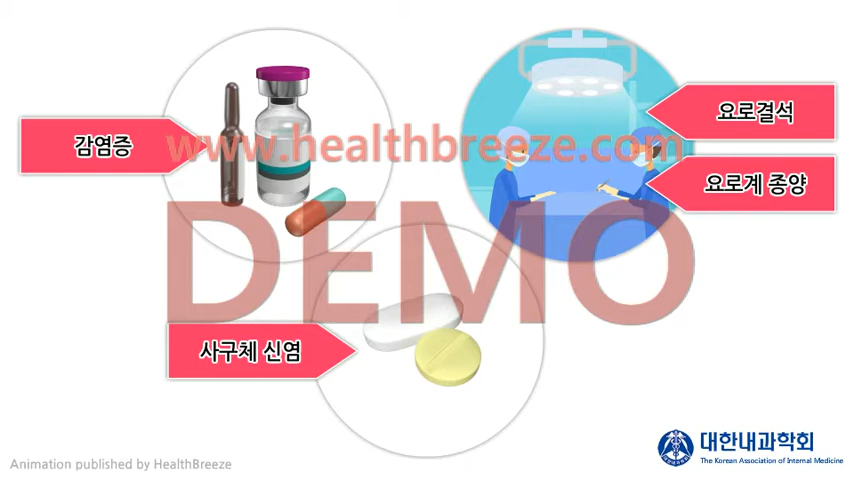 요로결석
감염증
www.healthbreeze.com
요로계 종양
DEMO
사구체 신염
대한내과학회
The Korean Association of Internal Medicine
Animation published by HealthBreeze